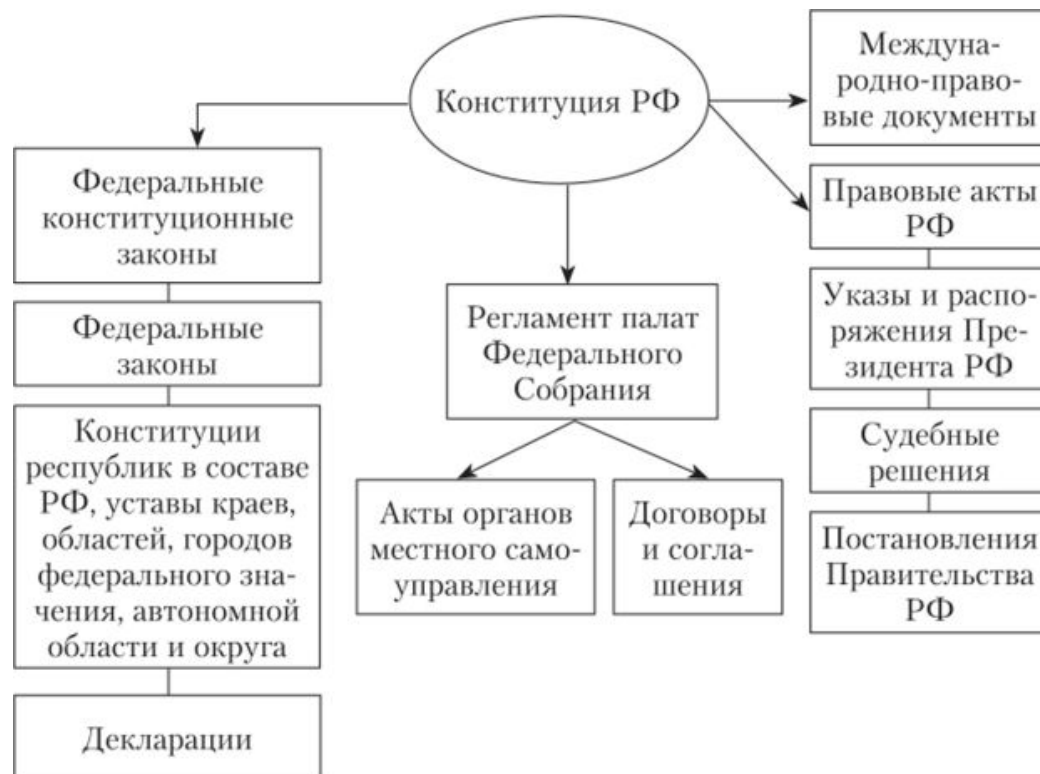 Конституция РФ
Междуна-
родно-право-
вые документы
Федеральные
конституционные
законы
Правовые акты
РФ
Федеральные
законы
Регламент палат
Федерального
Собрания
Указы и распо-
ряжения Пре-
зидента РФ
Конституции
республик в составе
РФ, уставы краев,
областей, городов
федерального зна-
чения, автономной
области и округа
Судебные
решения
Акты органов
местного само-
управления
Договоры
и согла-
шения
Постановления
Правительства
РФ
Декларации